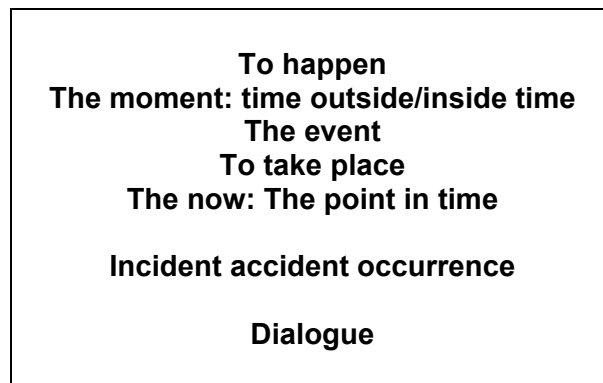 To happen
The moment: time outside/inside time
The event
To take place
The now: The point in time
Incident accident occurrence
Dialogue